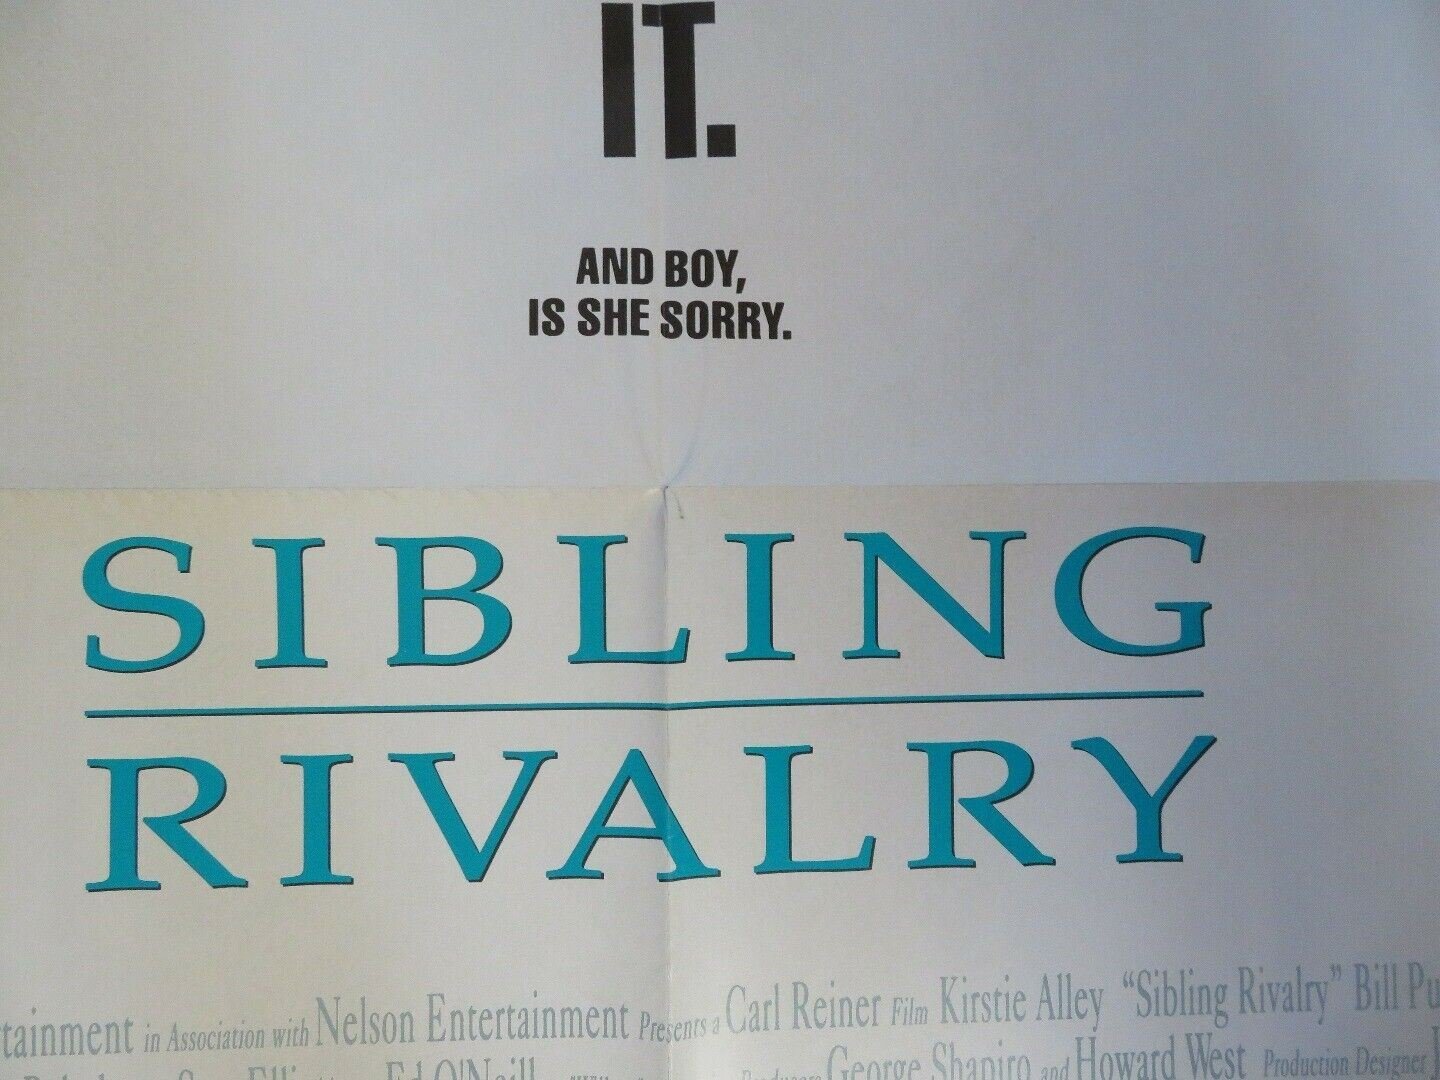 IT.
AND BOY,
IS SHE SORRY.
SIBLING
RIVALRY
in Association with Nelson Entertainment Presents a Carl Reiner Film Kirstie Alley "Sibling Rivalry" Bill
Ed O'Neill George Shapiro and Howard West Production Designer